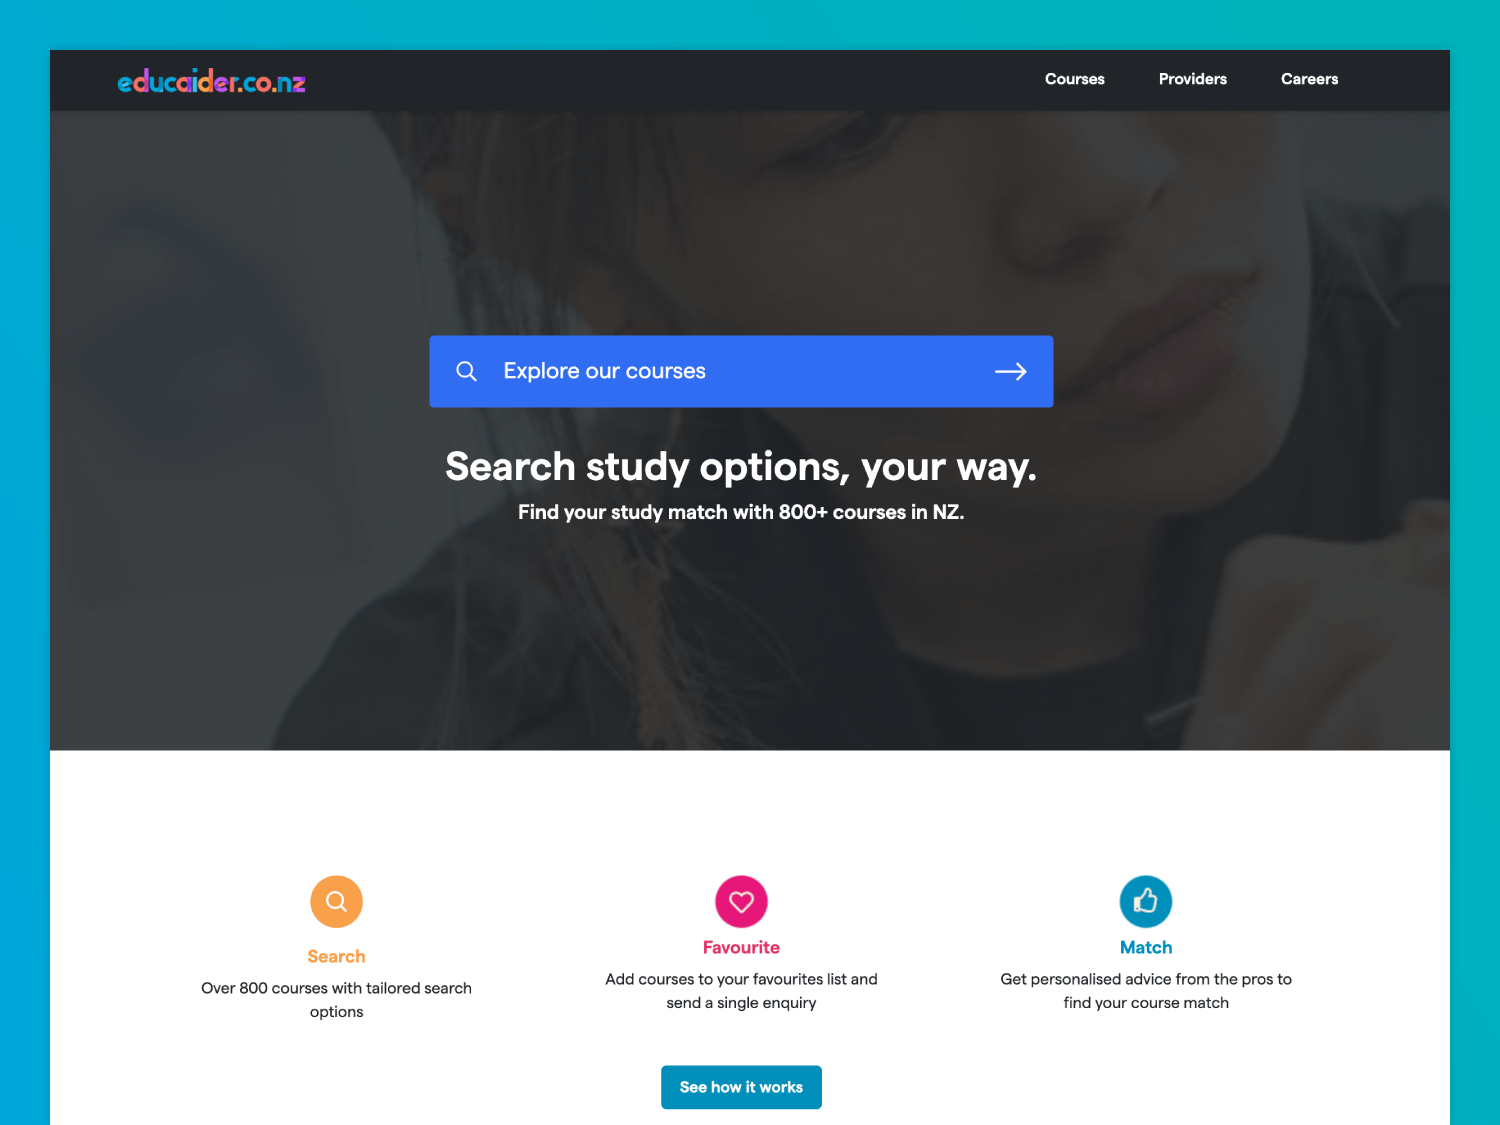 educaider.co.nz
Courses
Providers
Careers
Explore our courses
Search study options, your way.
Find your study match with 800+ courses in NZ.
Search
Over 800 courses with tailored search
options
Favourite
Add courses to your favourites list and
send a single enquiry
Match
Get personalised advice from the pros to
find your course match
See how it works